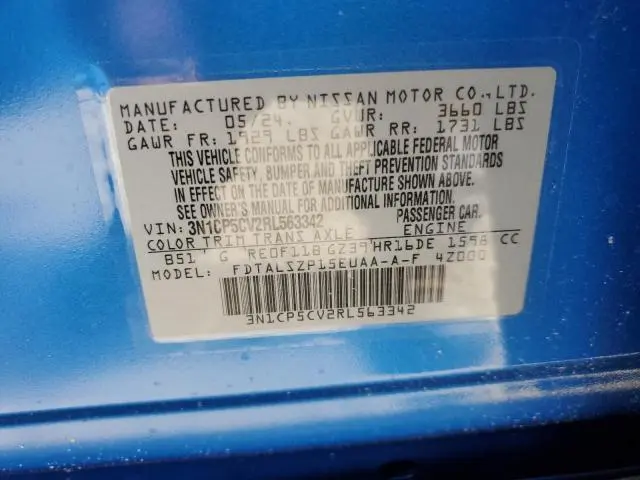 MANUFACTURED BY NISSAN MOTOR CO., LTD.
DATE: 05/24. GVWR: 3660 LBS
GAWR FR: 1929 LBS GAWR RR: 1731 LBS
THIS VEHICLE CONFORMS TO ALL APPLICABLE FEDERAL MOTOR
VEHICLE SAFETY, BUMPER AND THEFT PREVENTION STANDARDS
IN EFFECT ON THE DATE OF MANUFACTURE SHOWN ABOVE.
SEE OWNER'S MANUAL FOR ADDITIONAL INFORMATION
VIN: 3N1CP5CV2RL563342 PASSENGER CAR.
COLOR TRIM TRANS AXLE ENGINE
B51 G RE0F11B GZ39 HR16DE 1598 CC
MODEL: FDTALSZP15EUAA-A-F 4Z000
3N1CP5CV2RL563342